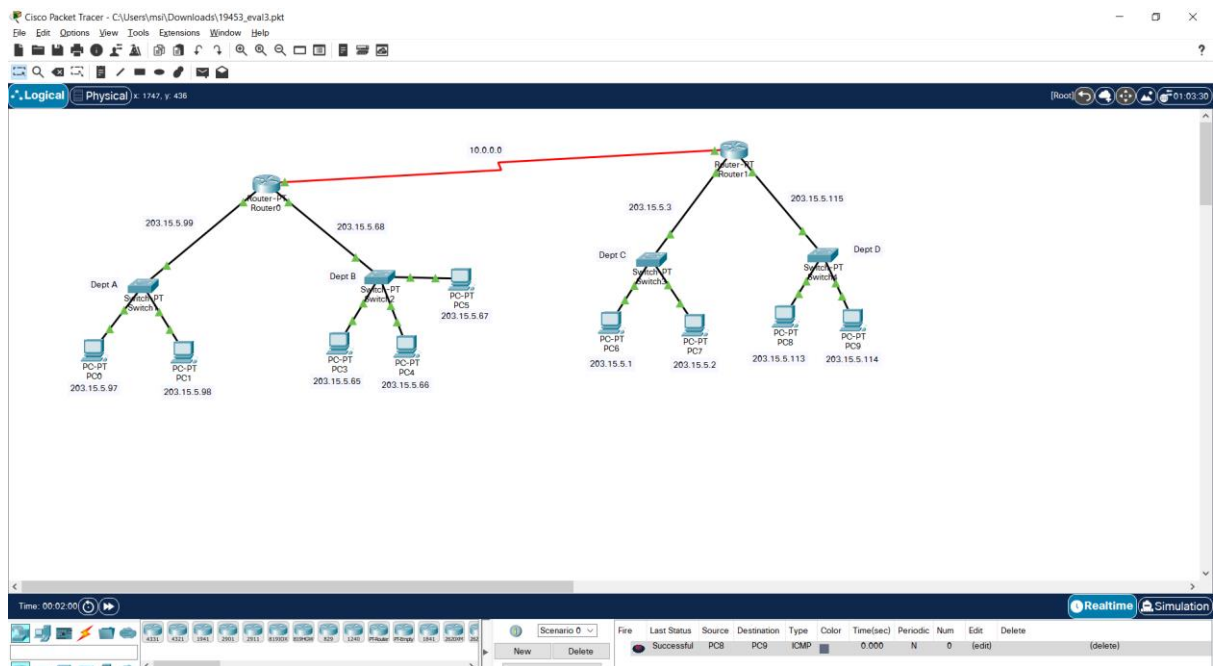 Cisco Packet Tracer - C:\Users\msi\Downloads\19453_eval3.pkt
File Edit Options View Tools Extensions Window Help
?
Logical Physical x: 1747, y: 436 [Root] 01:03:30
10.0.0.0
Router-PT
Router0
Router-PT
Router1
203.15.5.99
203.15.5.68
203.15.5.3
203.15.5.115
Dept A
Switch-PT
Switch
Dept B
Switch-PT
Switch2
PC-PT
PC5
203.15.5.67
Dept C
Switch-PT
Switch3
Dept D
Switch-PT
Switch4
PC-PT
PC0
203.15.5.97
PC-PT
PC1
203.15.5.98
PC-PT
PC3
203.15.5.65
PC-PT
PC4
203.15.5.66
PC-PT
PC6
203.15.5.1
PC-PT
PC7
203.15.5.2
PC-PT
PC8
203.15.5.113
PC-PT
PC9
203.15.5.114
Time: 00:02:00 Realtime Simulation
4331 4321 1941 2901 2911 819IOX 819HGW 829 1240 PT-Router PT-Empty 1841 2620XM
Scenario 0
New Delete
Fire Last Status Source Destination Type Color Time(sec) Periodic Num Edit Delete
Successful PC8 PC9 ICMP 0.000 N 0 (edit) (delete)